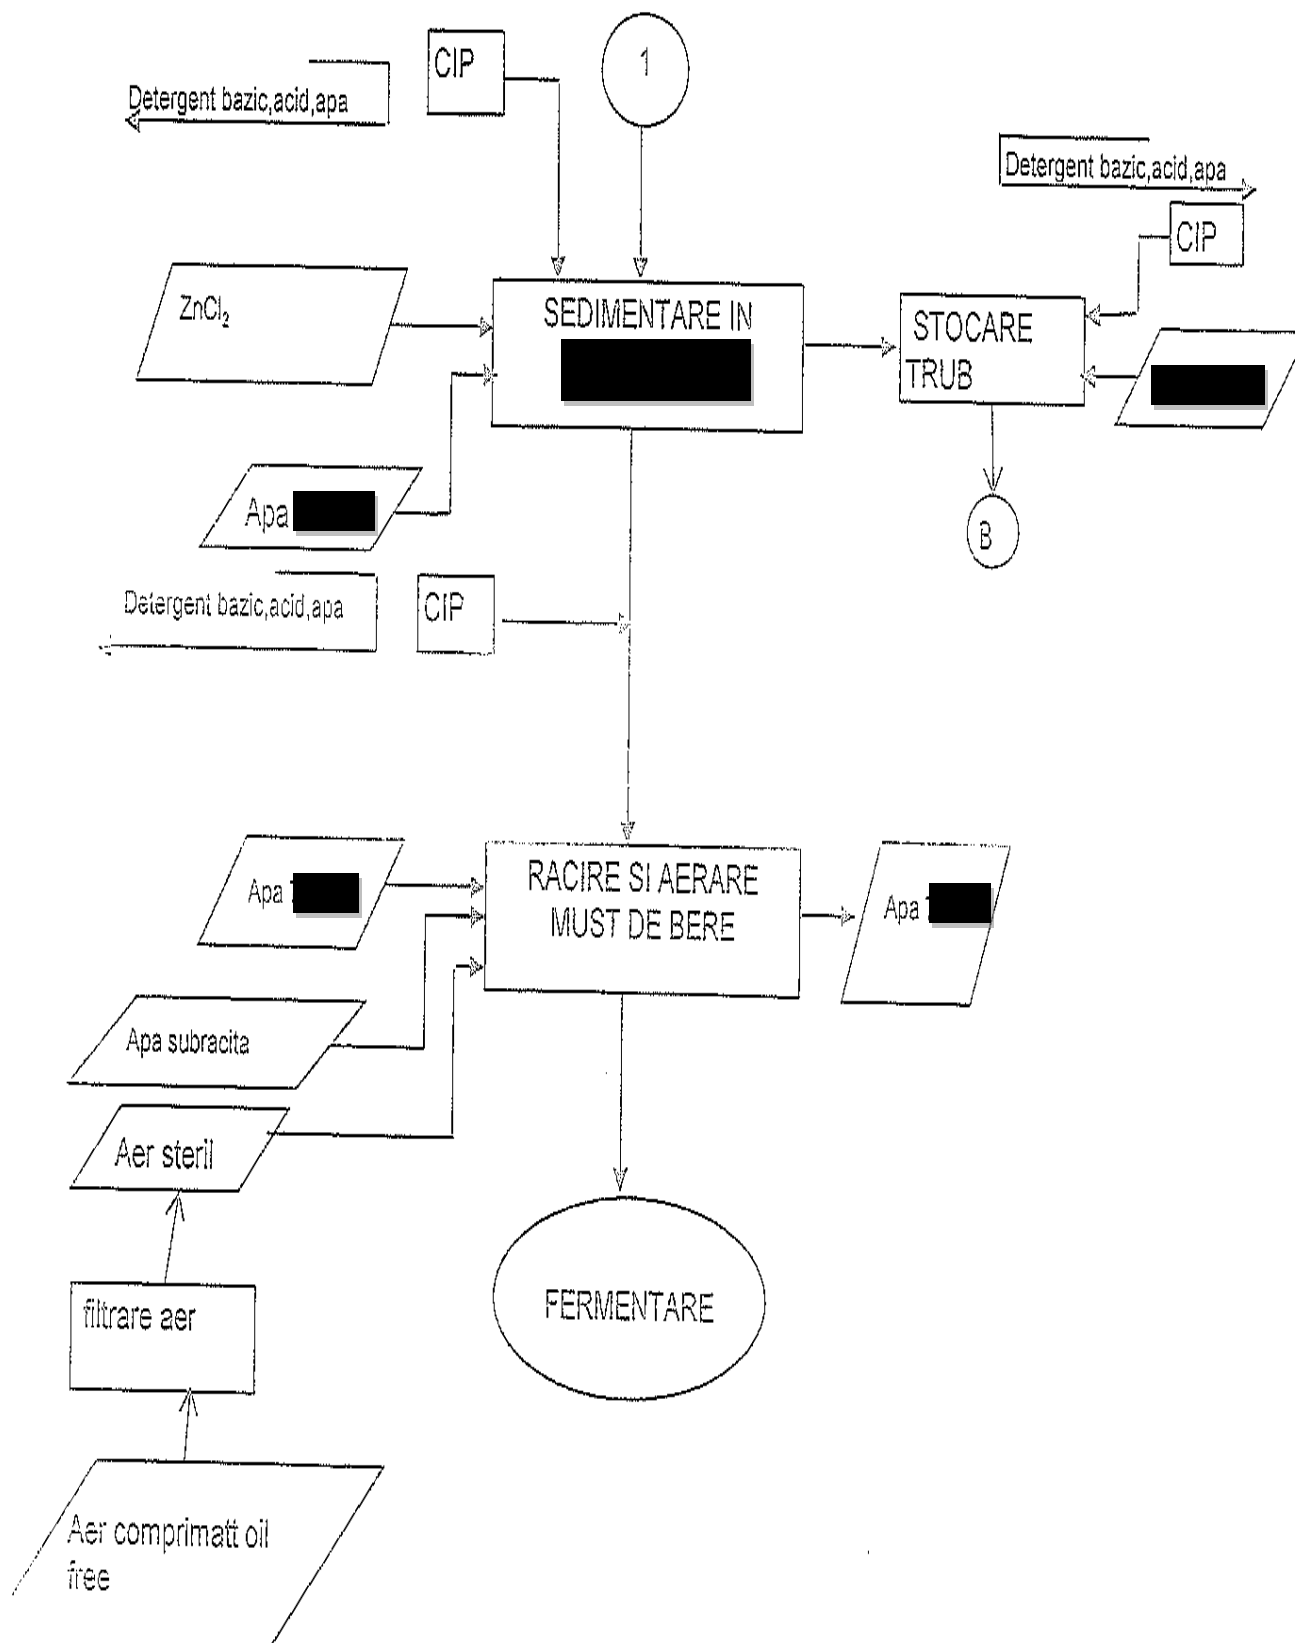 CIP
1
Detergent bazic,acid,apa
Detergent bazic,acid,apa
CIP
ZnCl₂
SEDIMENTARE IN
STOCARE
TRUB
Apa
B
Detergent bazic,acid,apa
CIP
Apa
RACIRE SI AERARE
MUST DE BERE
Apa
Apa subracita
Aer steril
filtrare aer
FERMENTARE
Aer comprimatt oil
free